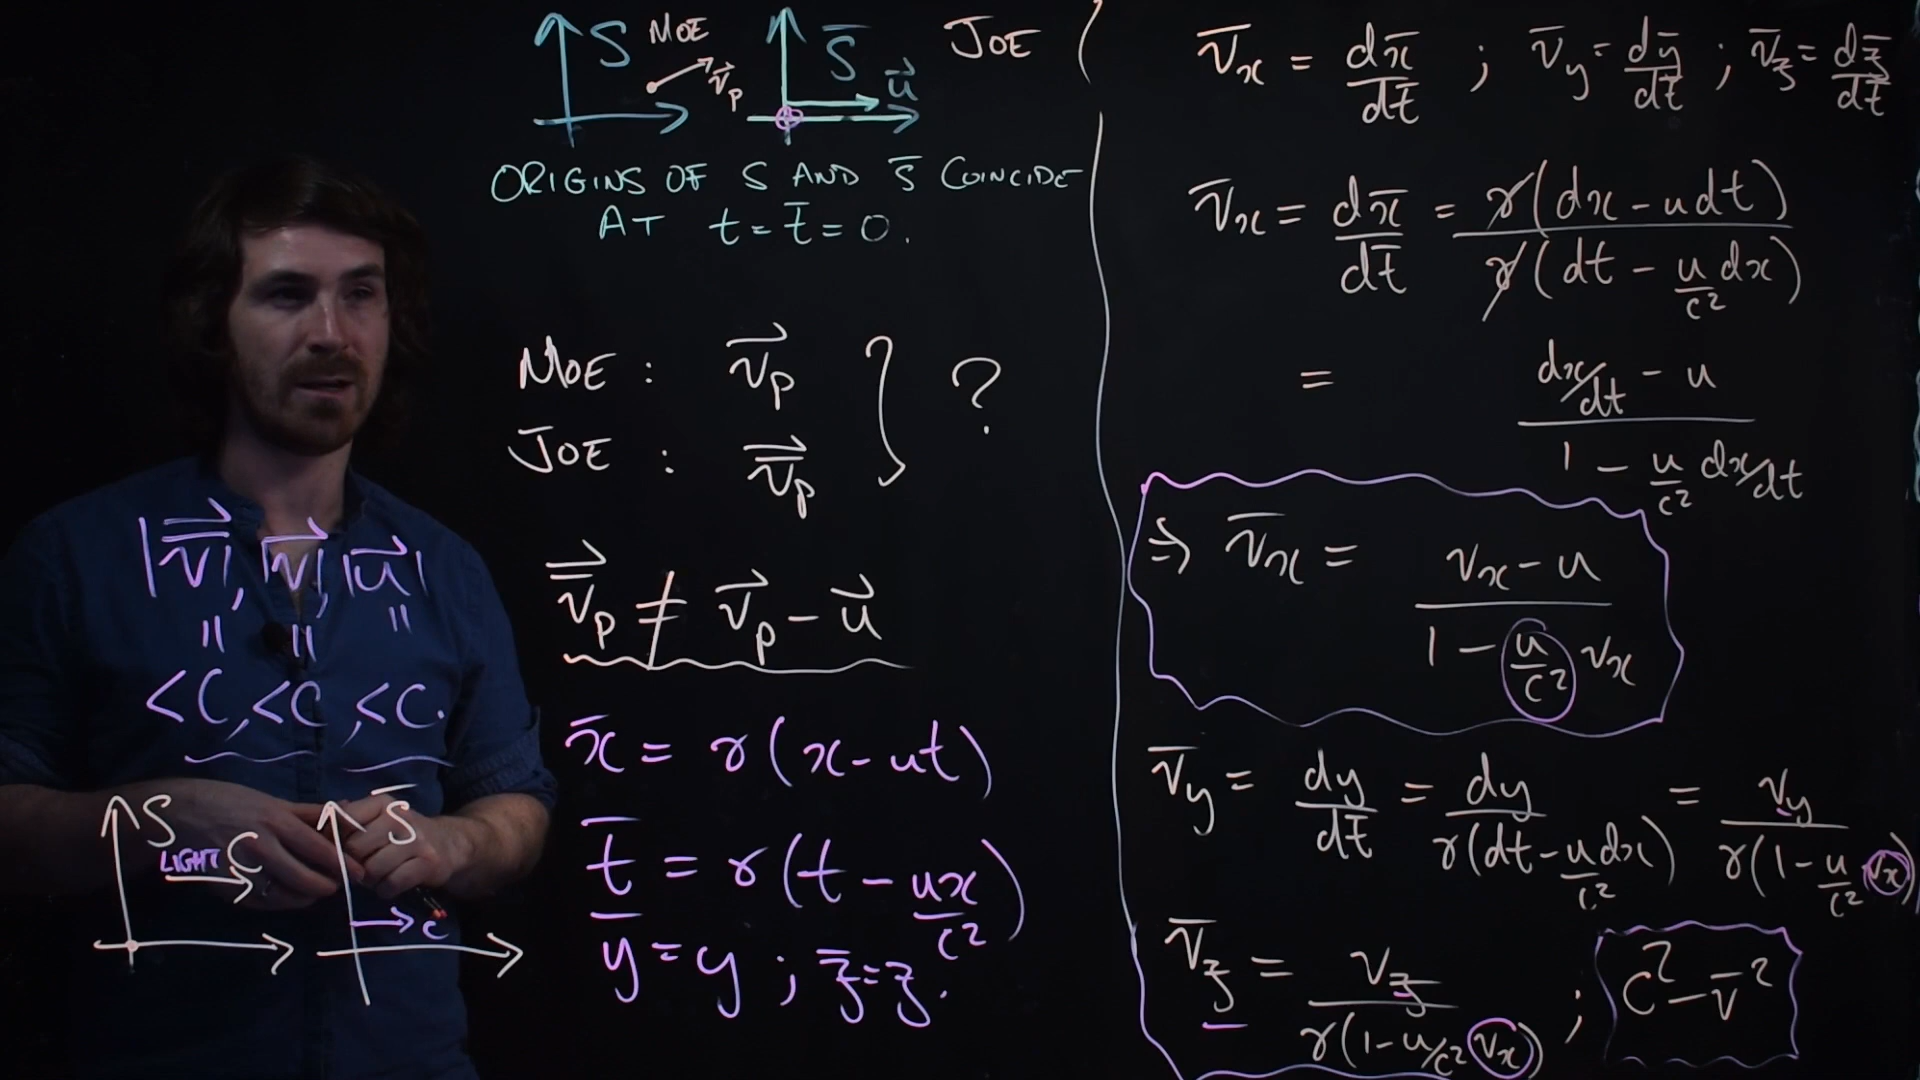 S MOE v⃗p S̄ u⃗ JOE
ORIGINS OF S AND S̄ COINCIDE
AT t = t̄ = 0.
MOE : v⃗p
JOE : v̄⃗p } ?
v̄⃗p ≠ v⃗p - u⃗
|v̄⃗|, |v⃗|, |u⃗|
<C, <C, <C.
x̄ = γ(x - ut)
t̄ = γ(t - ux/c²)
ȳ = y ; z̄ = z.
S LIGHT C S̄ C
v̄x = dx̄/dt̄ ; v̄y = dȳ/dt̄ ; v̄z = dz̄/dt̄
v̄x = dx̄/dt̄ = γ(dx - udt) / γ(dt - u/c² dx)
= (dx/dt - u) / (1 - u/c² dx/dt)
⇒ v̄x = (vx - u) / (1 - u/c² vx)
v̄y = dy/dt̄ = dy / γ(dt - u/c² dx) = vy / γ(1 - u/c² vx)
v̄z = vz / γ(1 - u/c² vx) ; c² - v̄²